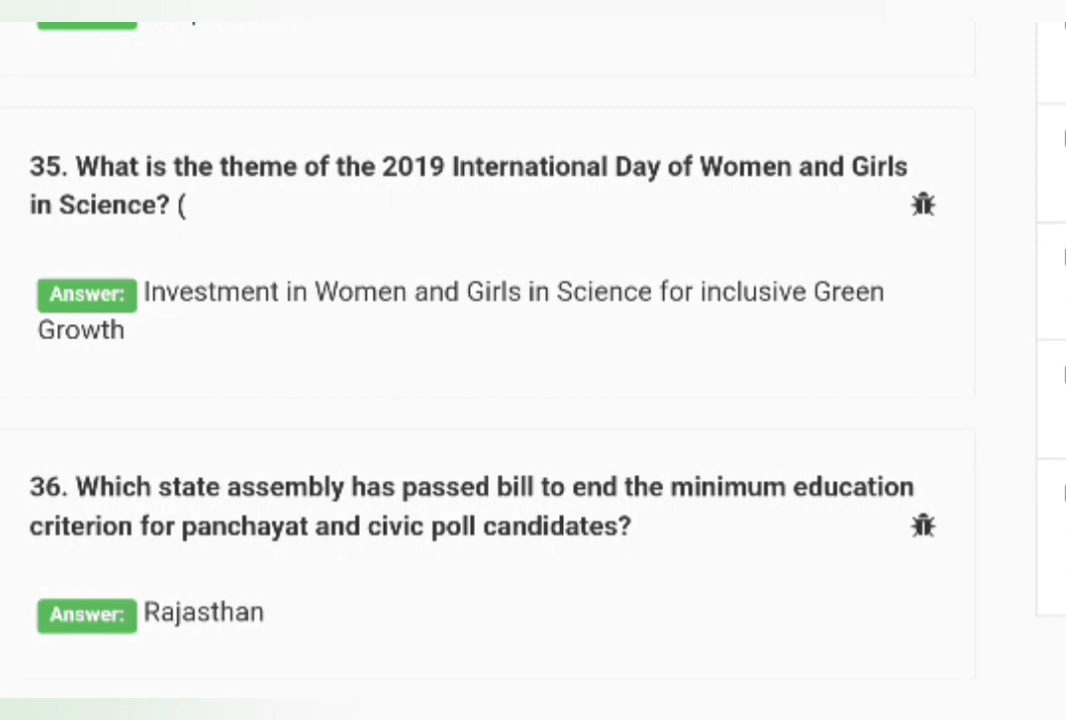 35. What is the theme of the 2019 International Day of Women and Girls
in Science? (
Answer: Investment in Women and Girls in Science for inclusive Green
Growth
36. Which state assembly has passed bill to end the minimum education
criterion for panchayat and civic poll candidates?
Answer: Rajasthan